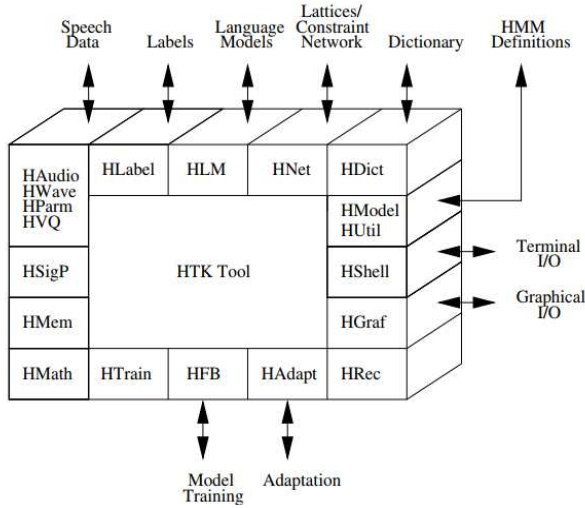 Speech
Data
Labels
Language
Models
Lattices/
Constraint
Network
Dictionary
HMM
Definitions
HAudio
HWave
HParm
HVQ
HLabel
HLM
HNet
HDict
HModel
HUtil
HSigP
HTK Tool
HShell
Terminal
I/O
HMem
HGraf
Graphical
I/O
HMath
HTrain
HFB
HAdapt
HRec
Model
Training
Adaptation